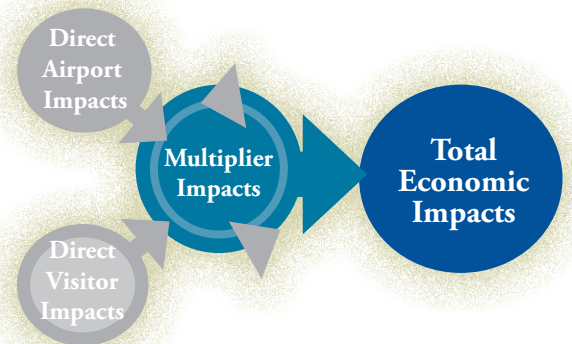 Direct
Airport
Impacts
Multiplier
Impacts
Total
Economic
Impacts
Direct
Visitor
Impacts